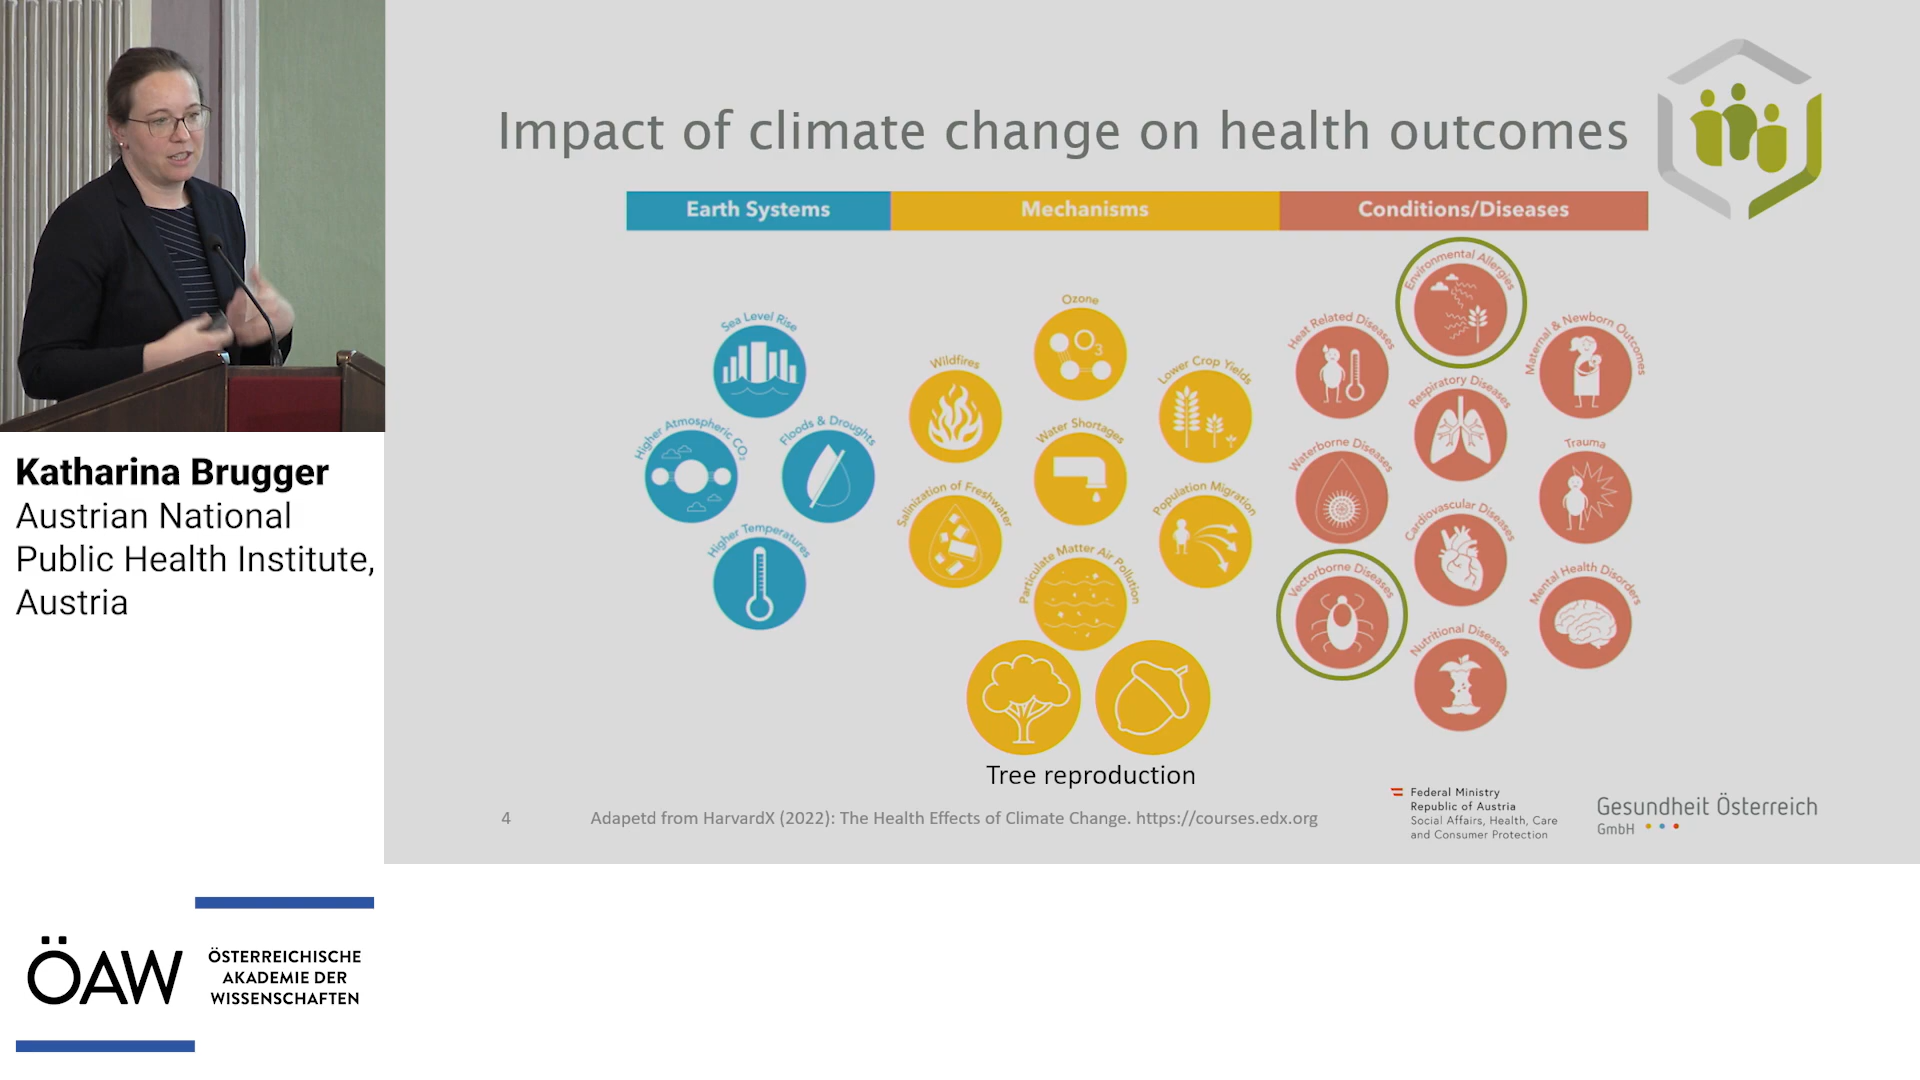 Impact of climate change on health outcomes
Earth Systems
Mechanisms
Conditions/Diseases
Sea Level Rise
Higher Atmospheric CO₂
Floods & Droughts
Higher Temperatures
Ozone
O₃
Wildfires
Lower Crop Yields
Water Shortages
Salinization of Freshwater
Population Migration
Particulate Matter Air Pollution
Tree reproduction
Environmental Allergies
Heat Related Diseases
Maternal & Newborn Outcomes
Respiratory Diseases
Waterborne Diseases
Trauma
Cardiovascular Diseases
Vectorborne Diseases
Mental Health Disorders
Nutritional Diseases
4
Adapetd from HarvardX (2022): The Health Effects of Climate Change. https://courses.edx.org
Federal Ministry
Republic of Austria
Social Affairs, Health, Care
and Consumer Protection
Gesundheit Österreich
GmbH
Katharina Brugger
Austrian National
Public Health Institute,
Austria
ÖAW
ÖSTERREICHISCHE
AKADEMIE DER
WISSENSCHAFTEN